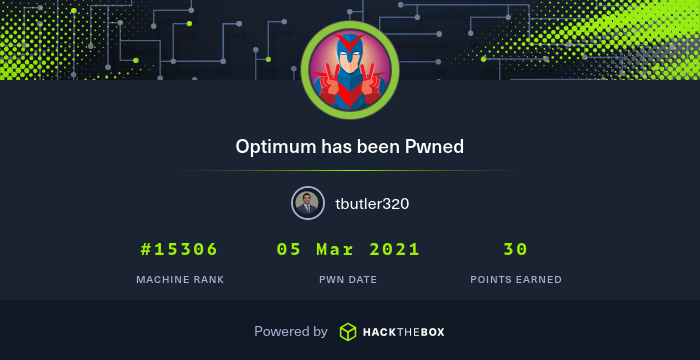 Optimum has been Pwned
tbutler320
#15306 05 Mar 2021 30
MACHINE RANK PWN DATE POINTS EARNED
Powered by HACKTHEBOX